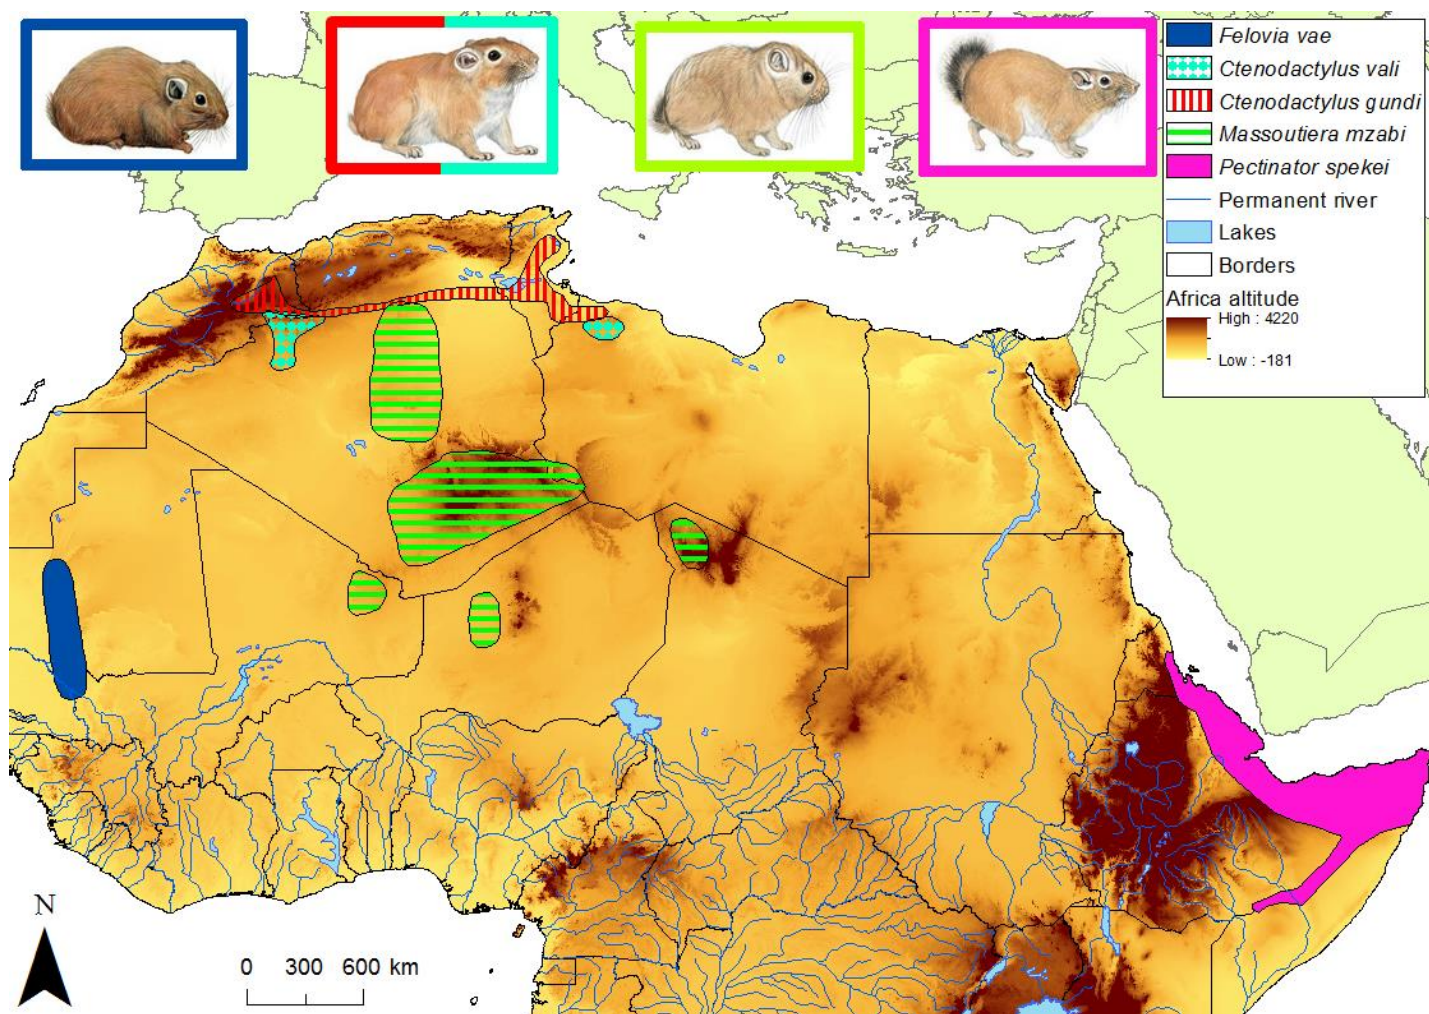 Felovia vae
Ctenodactylus vali
Ctenodactylus gundi
Massoutiera mzabi
Pectinator spekei
Permanent river
Lakes
Borders
Africa altitude
High : 4220
Low : -181
N
0 300 600 km